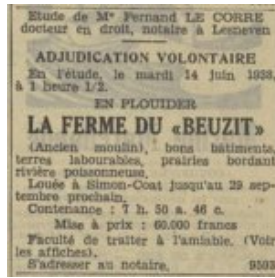 Etude de Mᵉ Fernand LE CORRE
docteur en droit, notaire à Lesneven
ADJUDICATION VOLONTAIRE
En l'étude, le mardi 14 juin 1938,
à 1 heure 1/2.
EN PLOUIDER
LA FERME DU «BEUZIT»
(Ancien moulin), bons bâtiments,
terres labourables, prairies bordant
rivière poissonneuse.
Louée à Simon-Coat jusqu'au 29 sep-
tembre prochain.
Contenance : 7 h. 50 a. 46 c.
Mise à prix : 60.000 francs
Faculté de traiter à l'amiable. (Voir
les affiches).
S'adresser au notaire. 9593